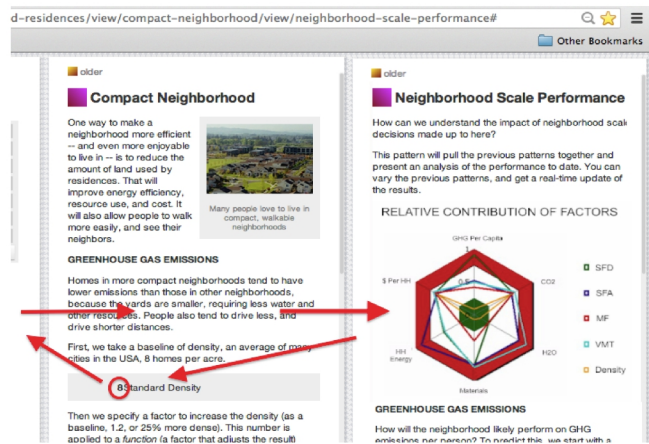 d-residences/view/compact-neighborhood/view/neighborhood-scale-performance#
Other Bookmarks
older
Compact Neighborhood
One way to make a
neighborhood more efficient
-- and even more enjoyable
to live in -- is to reduce the
amount of land used by
residences. That will
improve energy efficiency,
resource use, and cost. It
will also allow people to walk
more easily, and see their
neighbors.
Many people love to live in
compact, walkable
neighborhoods
GREENHOUSE GAS EMISSIONS
Homes in more compact neighborhoods tend to have
lower emissions than those in other neighborhoods,
because the yards are smaller, requiring less water and
other resources. People also tend to drive less, and
drive shorter distances.
First, we take a baseline of density, an average of many
cities in the USA, 8 homes per acre.
8 Standard Density
Then we specify a factor to increase the density (as a
baseline, 1.2, or 25% more dense). This number is
applied to a function (a factor that adjusts the result)
older
Neighborhood Scale Performance
How can we understand the impact of neighborhood scale
decisions made up to here?
This pattern will pull the previous patterns together and
present an analysis of the performance to date. You can
vary the previous patterns, and get a real-time update of
the results.
RELATIVE CONTRIBUTION OF FACTORS
GHG Per Capita
1
0.5
$ Per HH
CO2
HH
Energy
H2O
Materials
SFD
SFA
MF
VMT
Density
GREENHOUSE GAS EMISSIONS
How will the neighborhood likely perform on GHG
emissions per person? To predict this, we start with a